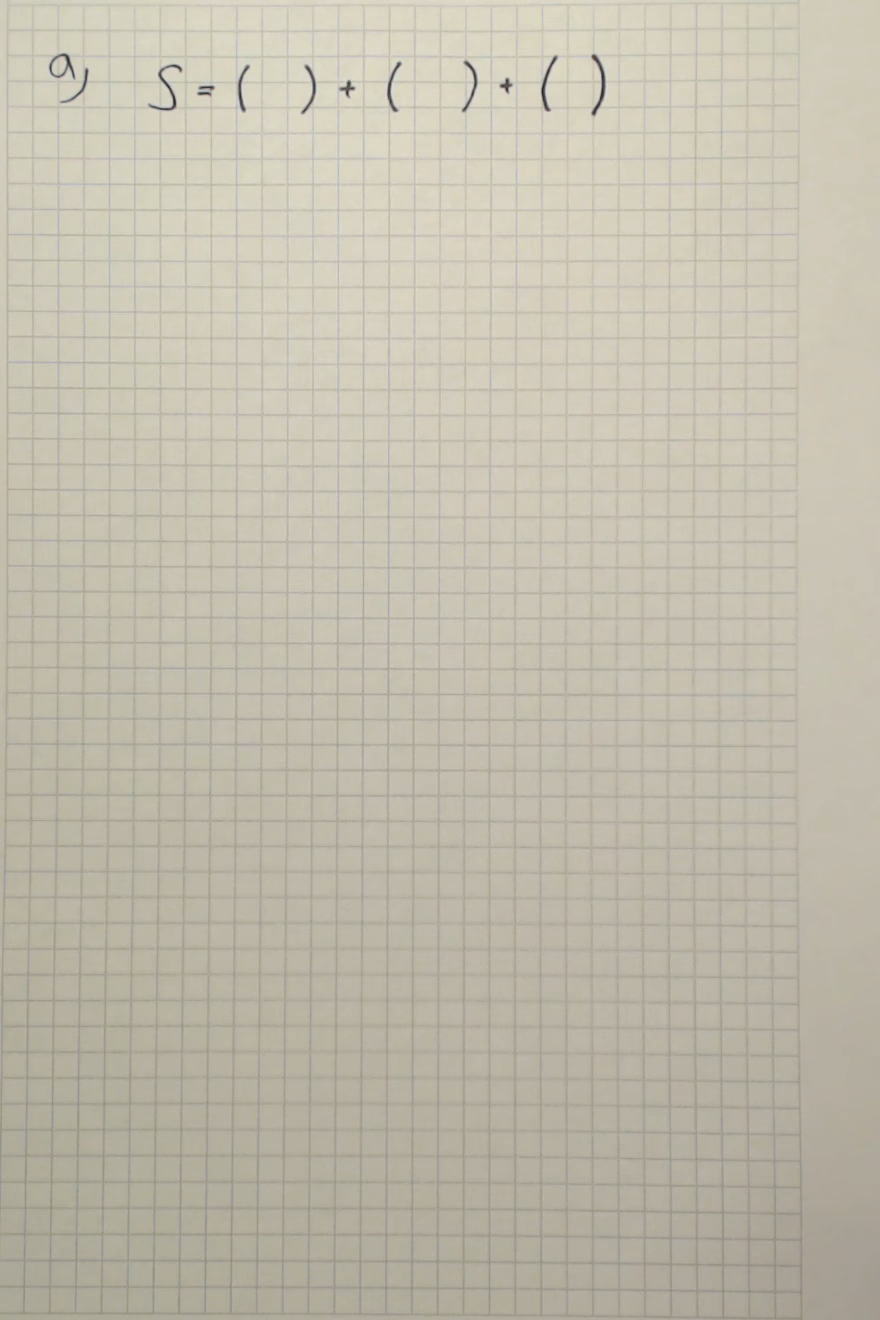 a) S = ( ) + ( ) + ( )